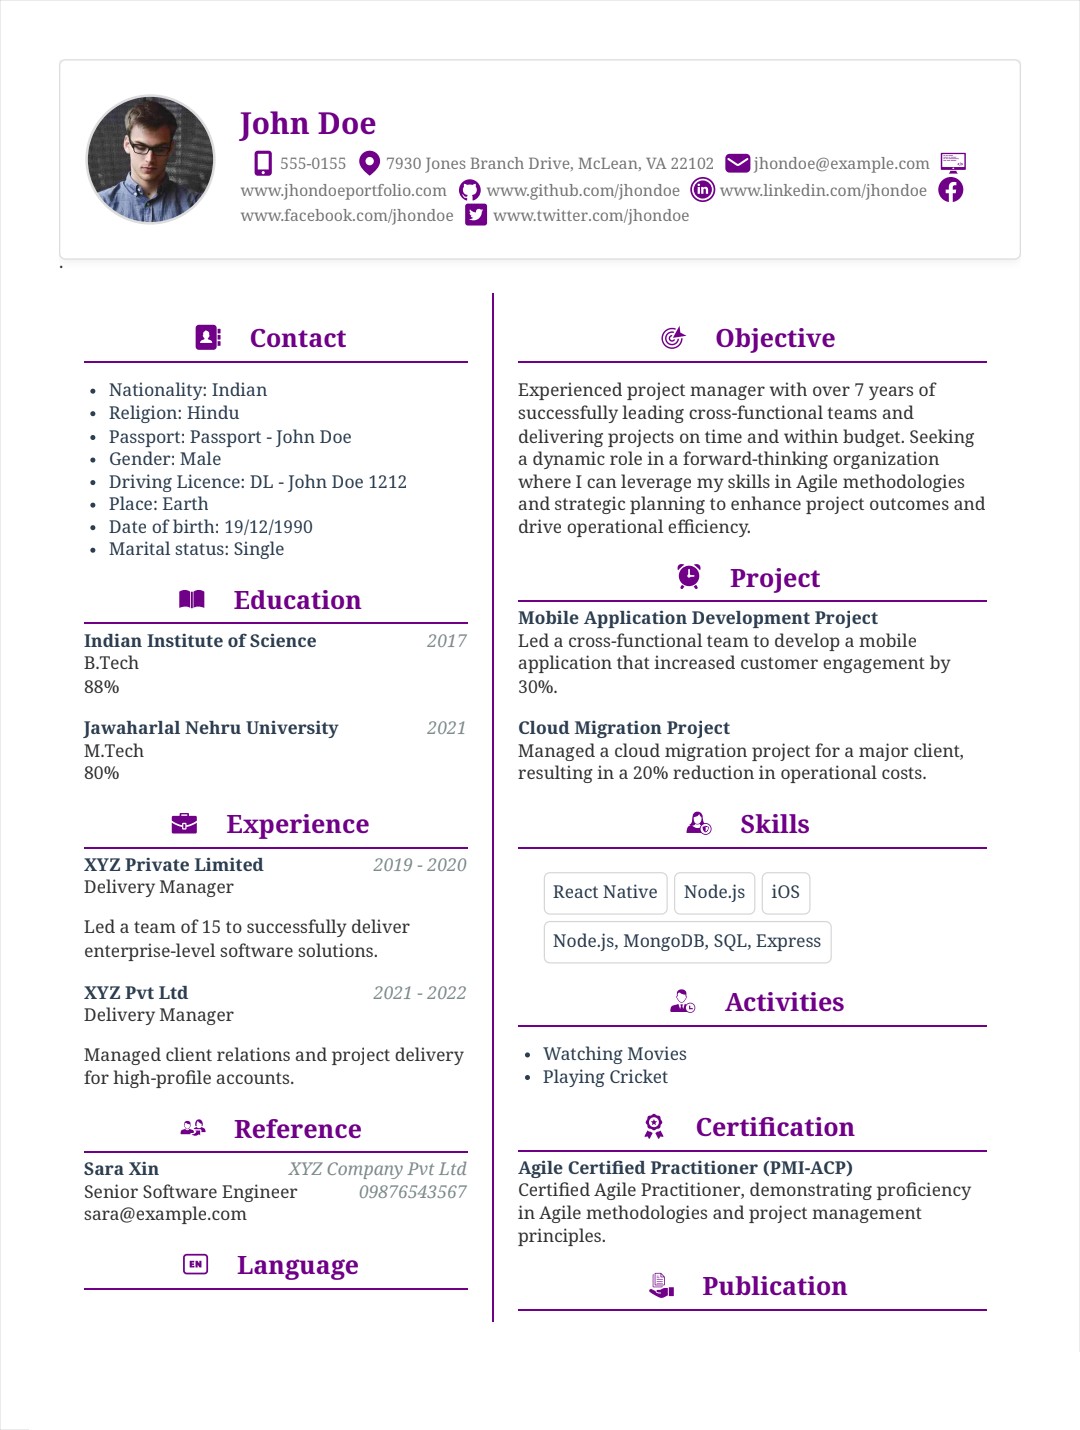 John Doe
555-0155 7930 Jones Branch Drive, McLean, VA 22102 jhondoe@example.com
www.jhondoeportfolio.com www.github.com/jhondoe www.linkedin.com/jhondoe
www.facebook.com/jhondoe www.twitter.com/jhondoe
.
Contact
Nationality: Indian
Religion: Hindu
Passport: Passport - John Doe
Gender: Male
Driving Licence: DL - John Doe 1212
Place: Earth
Date of birth: 19/12/1990
Marital status: Single
Education
Indian Institute of Science 2017
B.Tech
88%
Jawaharlal Nehru University 2021
M.Tech
80%
Experience
XYZ Private Limited 2019 - 2020
Delivery Manager
Led a team of 15 to successfully deliver
enterprise-level software solutions.
XYZ Pvt Ltd 2021 - 2022
Delivery Manager
Managed client relations and project delivery
for high-profile accounts.
Reference
Sara Xin XYZ Company Pvt Ltd
Senior Software Engineer 09876543567
sara@example.com
EN Language
Objective
Experienced project manager with over 7 years of
successfully leading cross-functional teams and
delivering projects on time and within budget. Seeking
a dynamic role in a forward-thinking organization
where I can leverage my skills in Agile methodologies
and strategic planning to enhance project outcomes and
drive operational efficiency.
Project
Mobile Application Development Project
Led a cross-functional team to develop a mobile
application that increased customer engagement by
30%.
Cloud Migration Project
Managed a cloud migration project for a major client,
resulting in a 20% reduction in operational costs.
Skills
React Native Node.js iOS
Node.js, MongoDB, SQL, Express
Activities
Watching Movies
Playing Cricket
Certification
Agile Certified Practitioner (PMI-ACP)
Certified Agile Practitioner, demonstrating proficiency
in Agile methodologies and project management
principles.
Publication